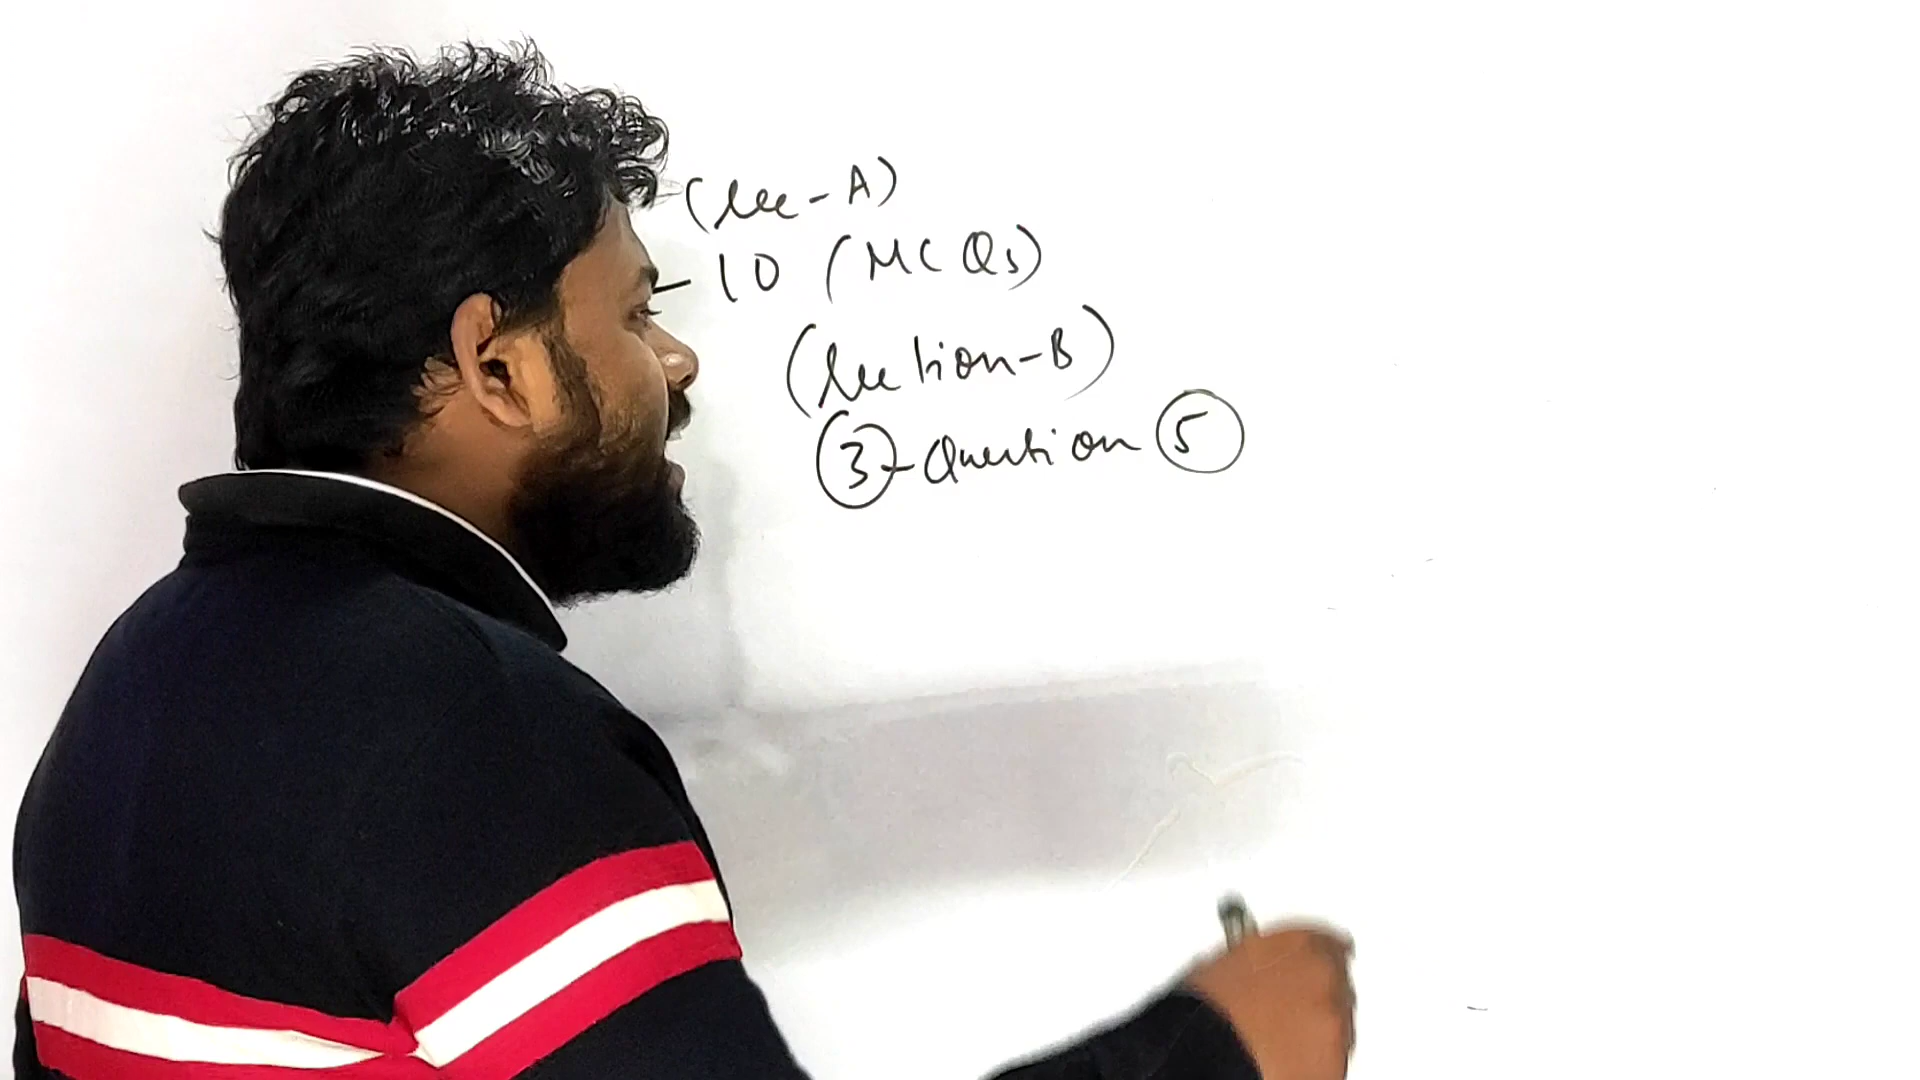 (Sec-A)
- 10 (MCQs)
(Section-B)
3 - Question 5